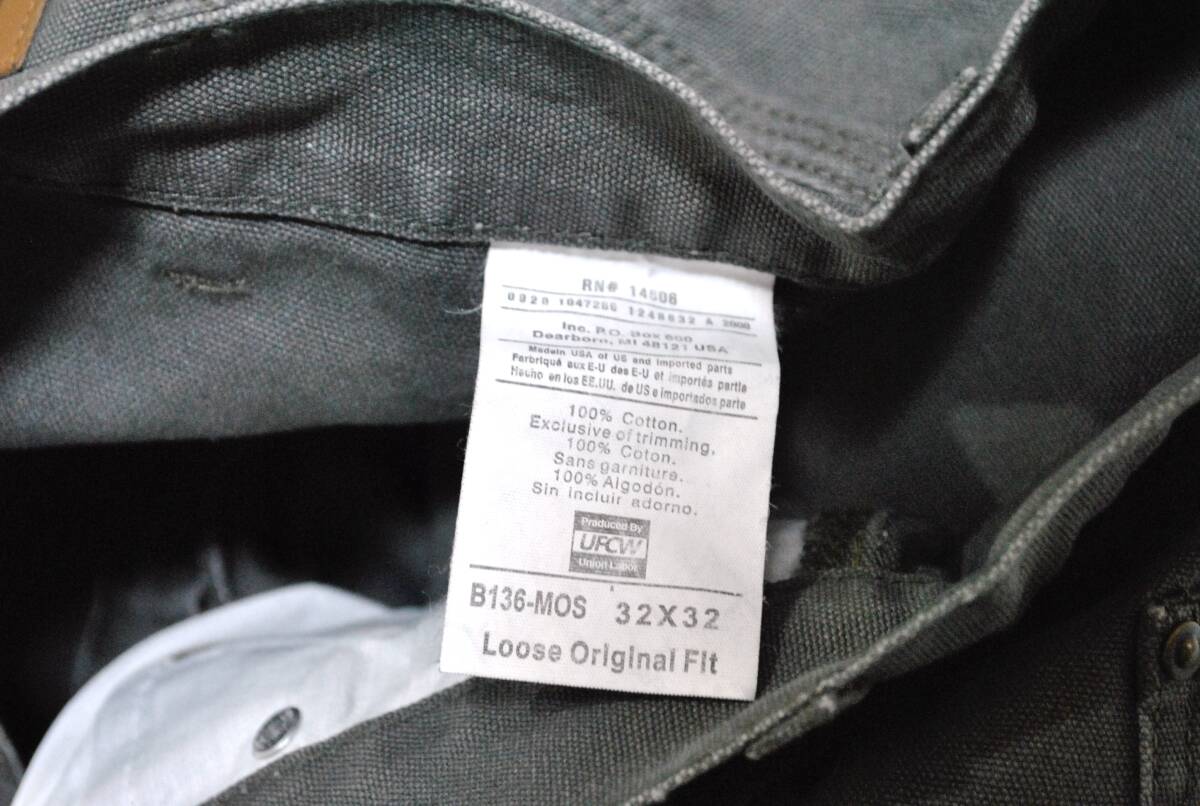 RN# 14806
0929 1047266 1248632 A 2009
Inc. P.O. Box 600
Dearborn, MI 48121 USA
Made in USA of US and imported parts
Fabriqué aux E-U des E-U et importés partie
Hecho en los EE.UU. de US e importados parte
100% Cotton.
Exclusive of trimming.
100% Coton.
Sans garniture.
100% Algodón.
Sin incluir adorno.
Produced By
UFCW
Union Labor
B136-MOS 32X32
Loose Original Fit